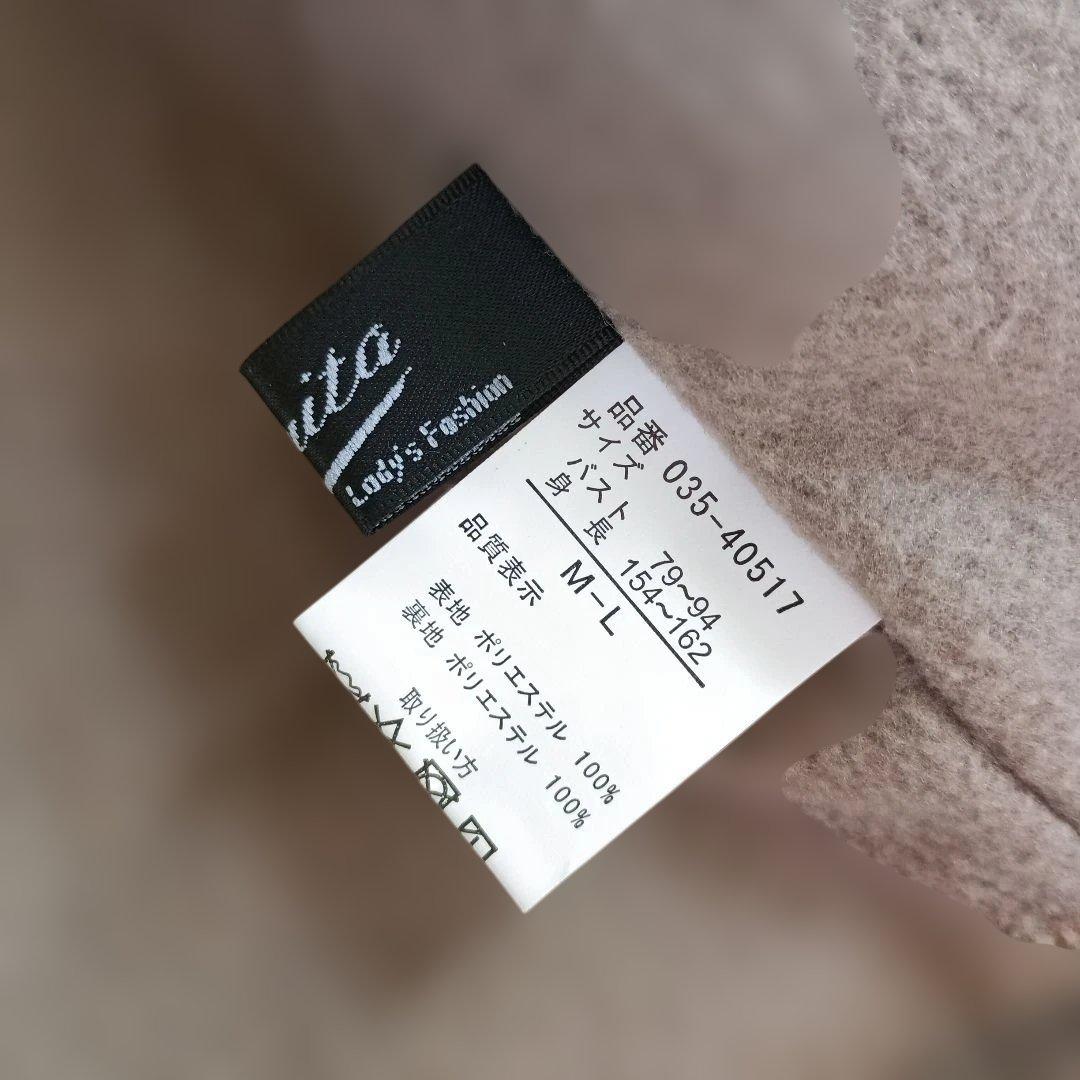 Lady's Fashion
品番 035-40517
サイズ
バスト 79~94
身長 154~162
M-L
品質表示
表地 ポリエステル 100%
裏地 ポリエステル 100%
取り扱い方